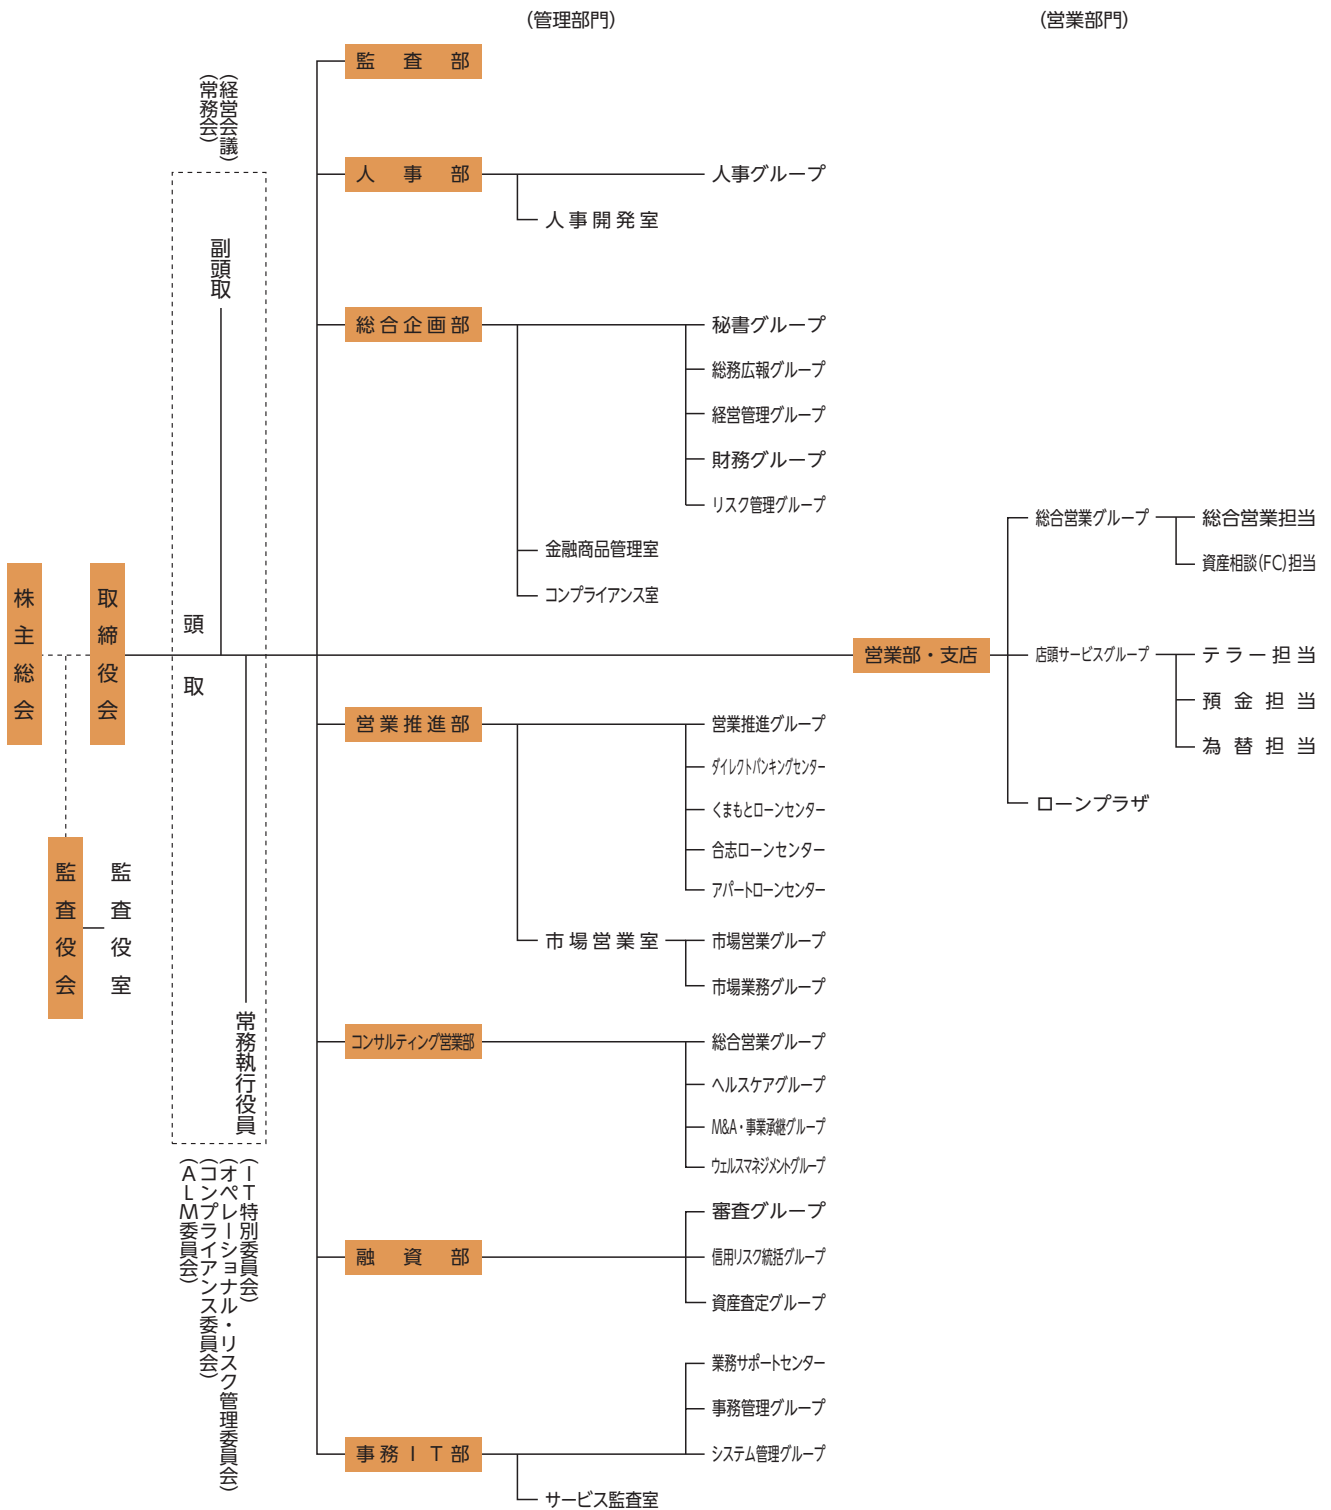 (管理部門)
(営業部門)
株主総会
取締役会
監査役会
監査役室
(経営会議)
(常務会)
副頭取
頭取
常務執行役員
(IT特別委員会)
(オペレーショナル・リスク管理委員会)
(コンプライアンス委員会)
(ALM委員会)
監査部
人事部
人事グループ
人事開発室
総合企画部
秘書グループ
総務広報グループ
経営管理グループ
財務グループ
リスク管理グループ
金融商品管理室
コンプライアンス室
営業推進部
営業推進グループ
ダイレクトバンキングセンター
くまもとローンセンター
合志ローンセンター
アパートローンセンター
市場営業室
市場営業グループ
市場業務グループ
コンサルティング営業部
総合営業グループ
ヘルスケアグループ
M&A・事業承継グループ
ウェルスマネジメントグループ
融資部
審査グループ
信用リスク統括グループ
資産査定グループ
事務IT部
業務サポートセンター
事務管理グループ
システム管理グループ
サービス監査室
営業部・支店
総合営業グループ
総合営業担当
資産相談(FC)担当
店頭サービスグループ
テラー担当
預金担当
為替担当
ローンプラザ